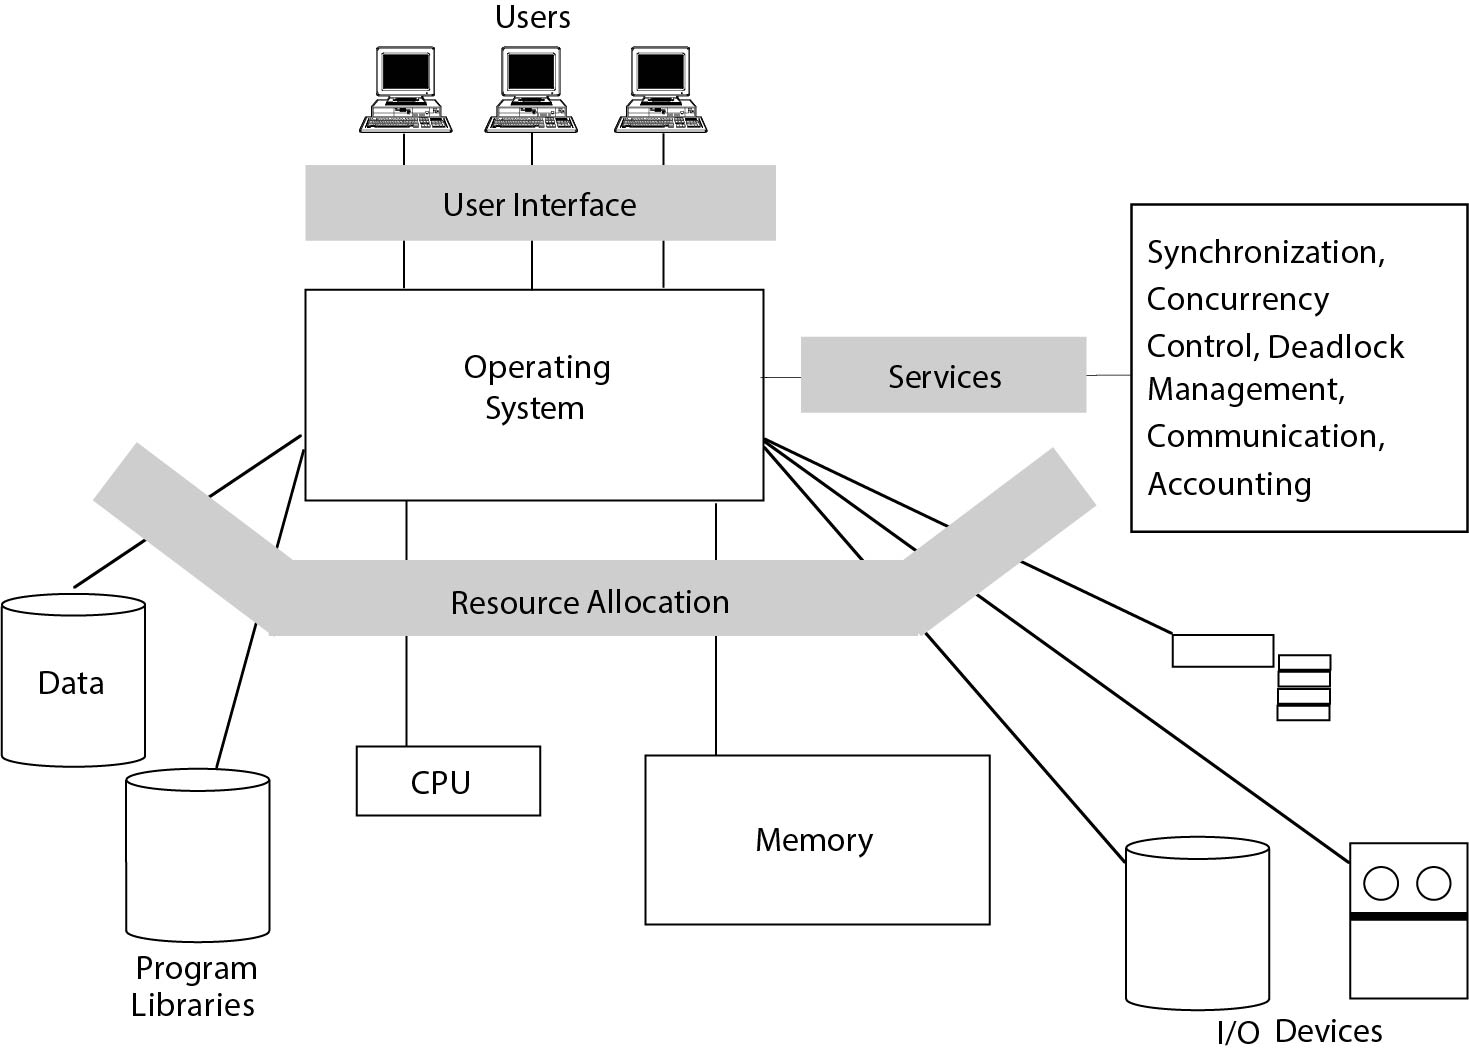 Users
User Interface
Operating
System
Services
Synchronization,
Concurrency
Control, Deadlock
Management,
Communication,
Accounting
Resource Allocation
Data
CPU
Memory
Program
Libraries
I/O Devices